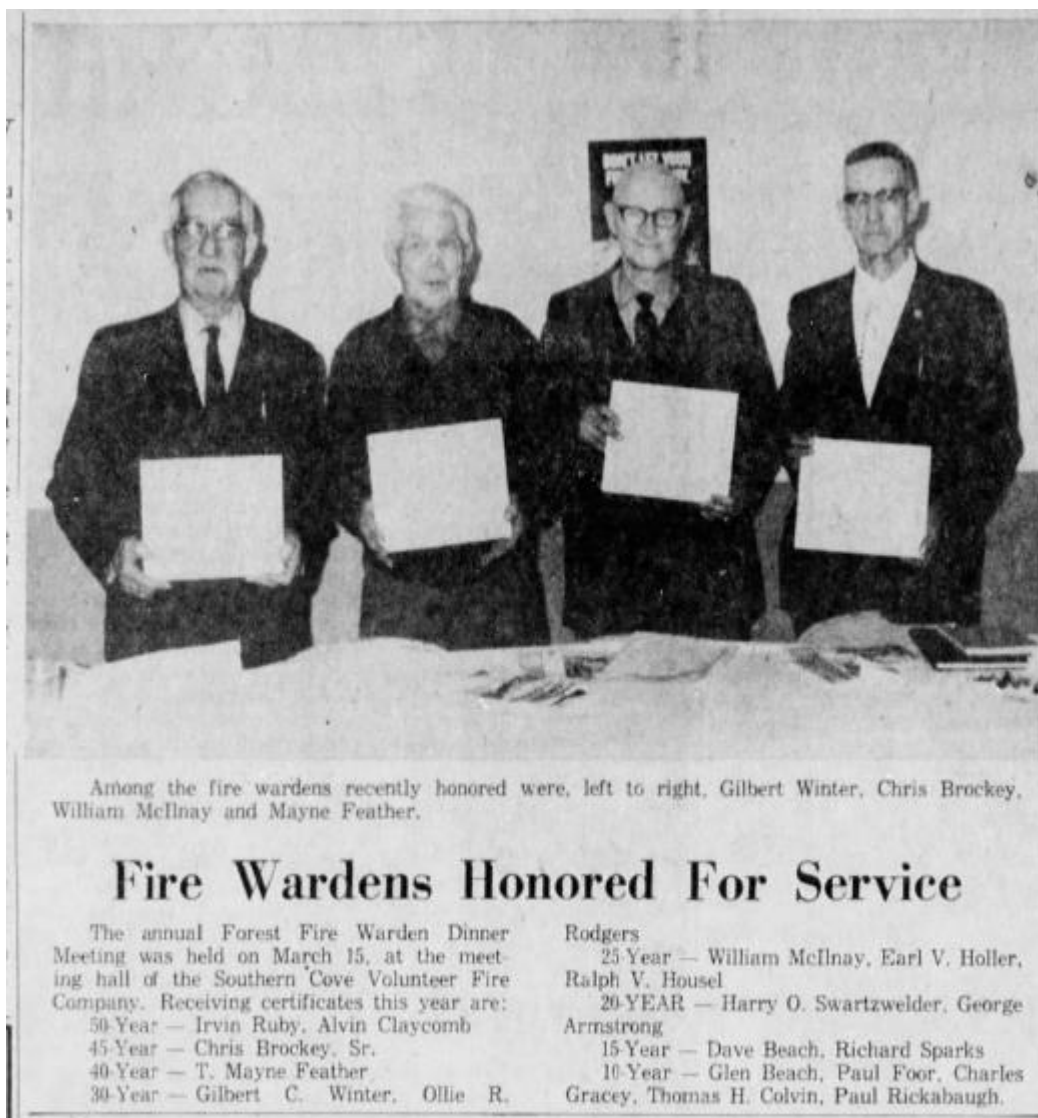 DON'T LET YOUR
Among the fire wardens recently honored were, left to right, Gilbert Winter, Chris Brockey,
William McIlnay and Mayne Feather.
Fire Wardens Honored For Service
The annual Forest Fire Warden Dinner
Meeting was held on March 15, at the meet-
ing hall of the Southern Cove Volunteer Fire
Company. Receiving certificates this year are:
50-Year — Irvin Ruby, Alvin Claycomb
45-Year — Chris Brockey, Sr.
40-Year — T. Mayne Feather
30-Year — Gilbert C. Winter, Ollie R.
Rodgers
25-Year — William McIlnay, Earl V. Holler,
Ralph V. Housel
20-YEAR — Harry O. Swartzwelder, George
Armstrong
15-Year — Dave Beach, Richard Sparks
10-Year — Glen Beach, Paul Foor, Charles
Gracey, Thomas H. Colvin, Paul Rickabaugh.